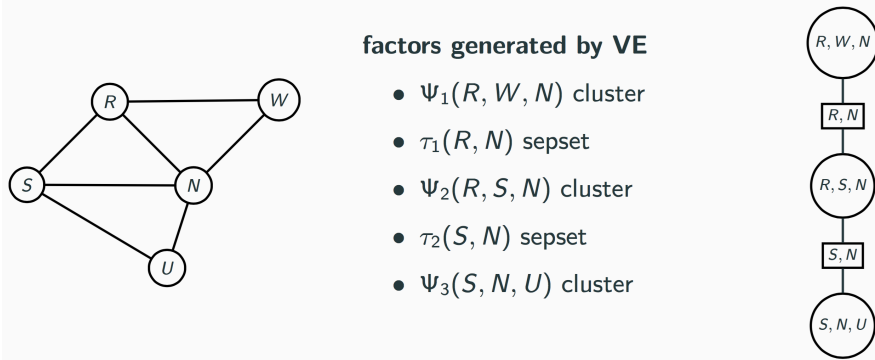 R
W
S
N
U
factors generated by VE
• Ψ₁(R, W, N) cluster
• τ₁(R, N) sepset
• Ψ₂(R, S, N) cluster
• τ₂(S, N) sepset
• Ψ₃(S, N, U) cluster
R, W, N
R, N
R, S, N
S, N
S, N, U